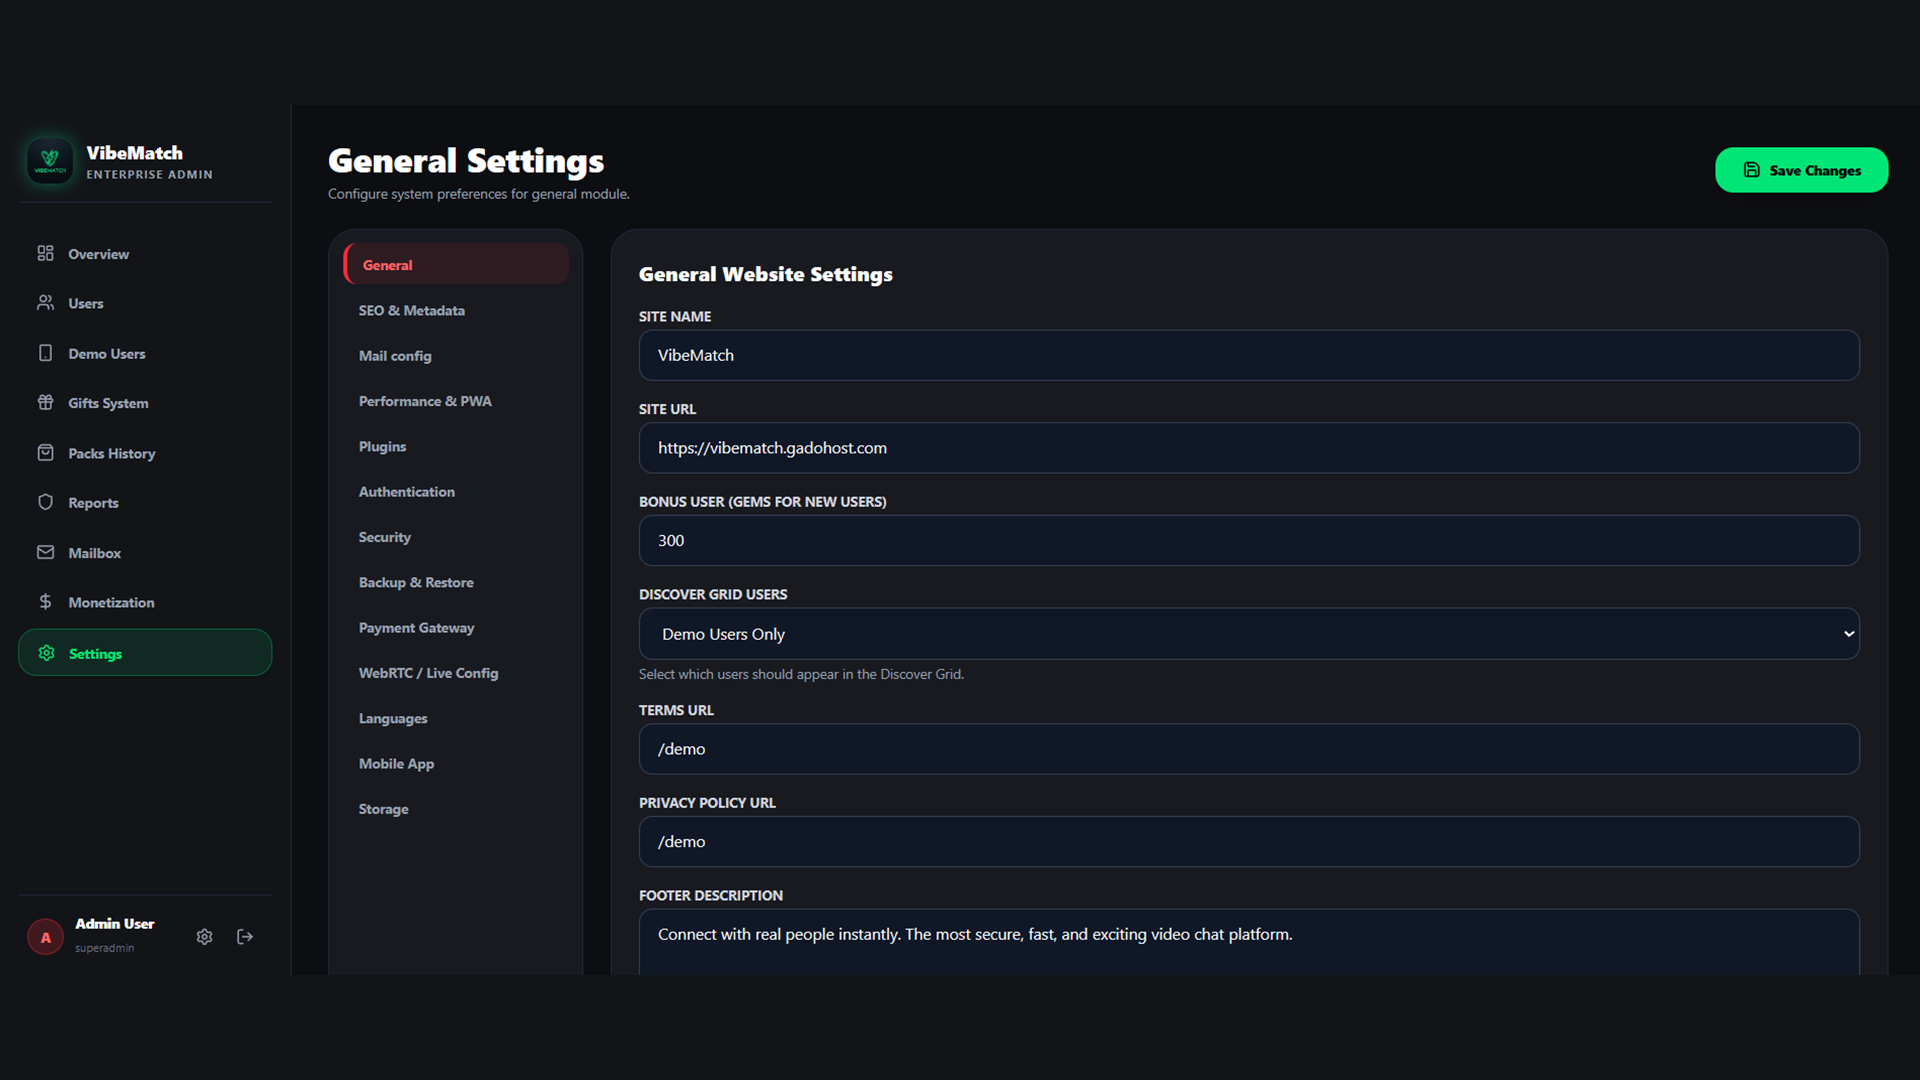 VibeMatch
ENTERPRISE ADMIN
VIBEMATCH
Overview
Users
Demo Users
Gifts System
Packs History
Reports
Mailbox
Monetization
Settings
A
Admin User
superadmin
General Settings
Configure system preferences for general module.
Save Changes
General
SEO & Metadata
Mail config
Performance & PWA
Plugins
Authentication
Security
Backup & Restore
Payment Gateway
WebRTC / Live Config
Languages
Mobile App
Storage
General Website Settings
SITE NAME
VibeMatch
SITE URL
https://vibematch.gadohost.com
BONUS USER (GEMS FOR NEW USERS)
300
DISCOVER GRID USERS
Demo Users Only
Select which users should appear in the Discover Grid.
TERMS URL
/demo
PRIVACY POLICY URL
/demo
FOOTER DESCRIPTION
Connect with real people instantly. The most secure, fast, and exciting video chat platform.